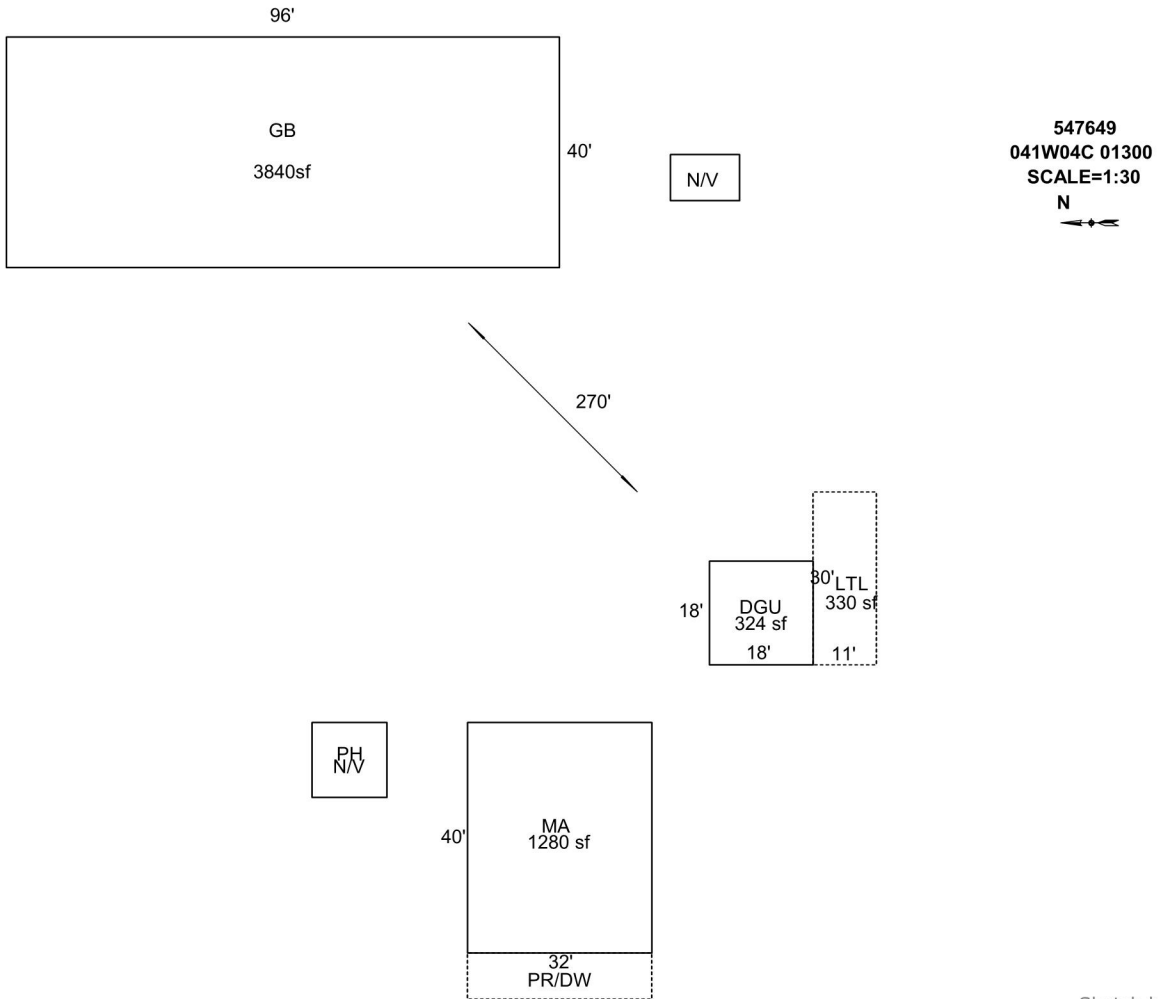 96'
GB
3840sf
40'
N/V
547649
041W04C 01300
SCALE=1:30
N
270'
18'
DGU
324 sf
18'
30'
LTL
330 sf
11'
PH
N/V
40'
MA
1280 sf
32'
PR/DW